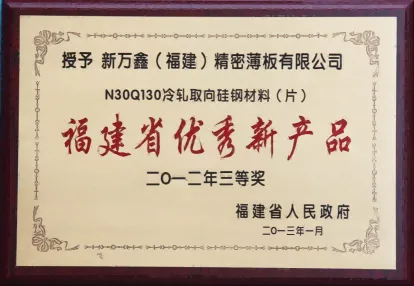 授予 新万鑫（福建）精密薄板有限公司
N30Q130冷轧取向硅钢材料（片）
福建省优秀新产品
二〇一二年三等奖
福建省人民政府
二〇一三年一月